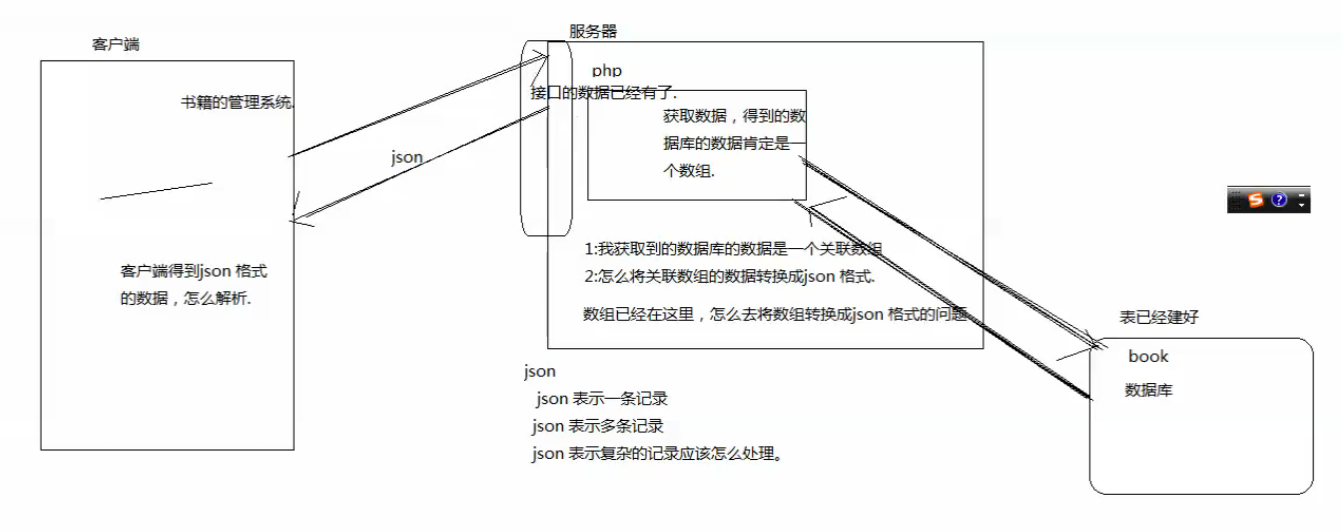 客户端
书籍的管理系统.
json
客户端得到json 格式
的数据，怎么解析.
服务器
php
接口的数据已经有了.
获取数据，得到的数
据库的数据肯定是一
个数组.
1:我获取到的数据库的数据是一个关联数组
2:怎么将关联数组的数据转换成json 格式.
数组已经在这里，怎么去将数组转换成json 格式的问题
json
json 表示一条记录
json 表示多条记录
json 表示复杂的记录应该怎么处理。
表已经建好
book
数据库
S
?